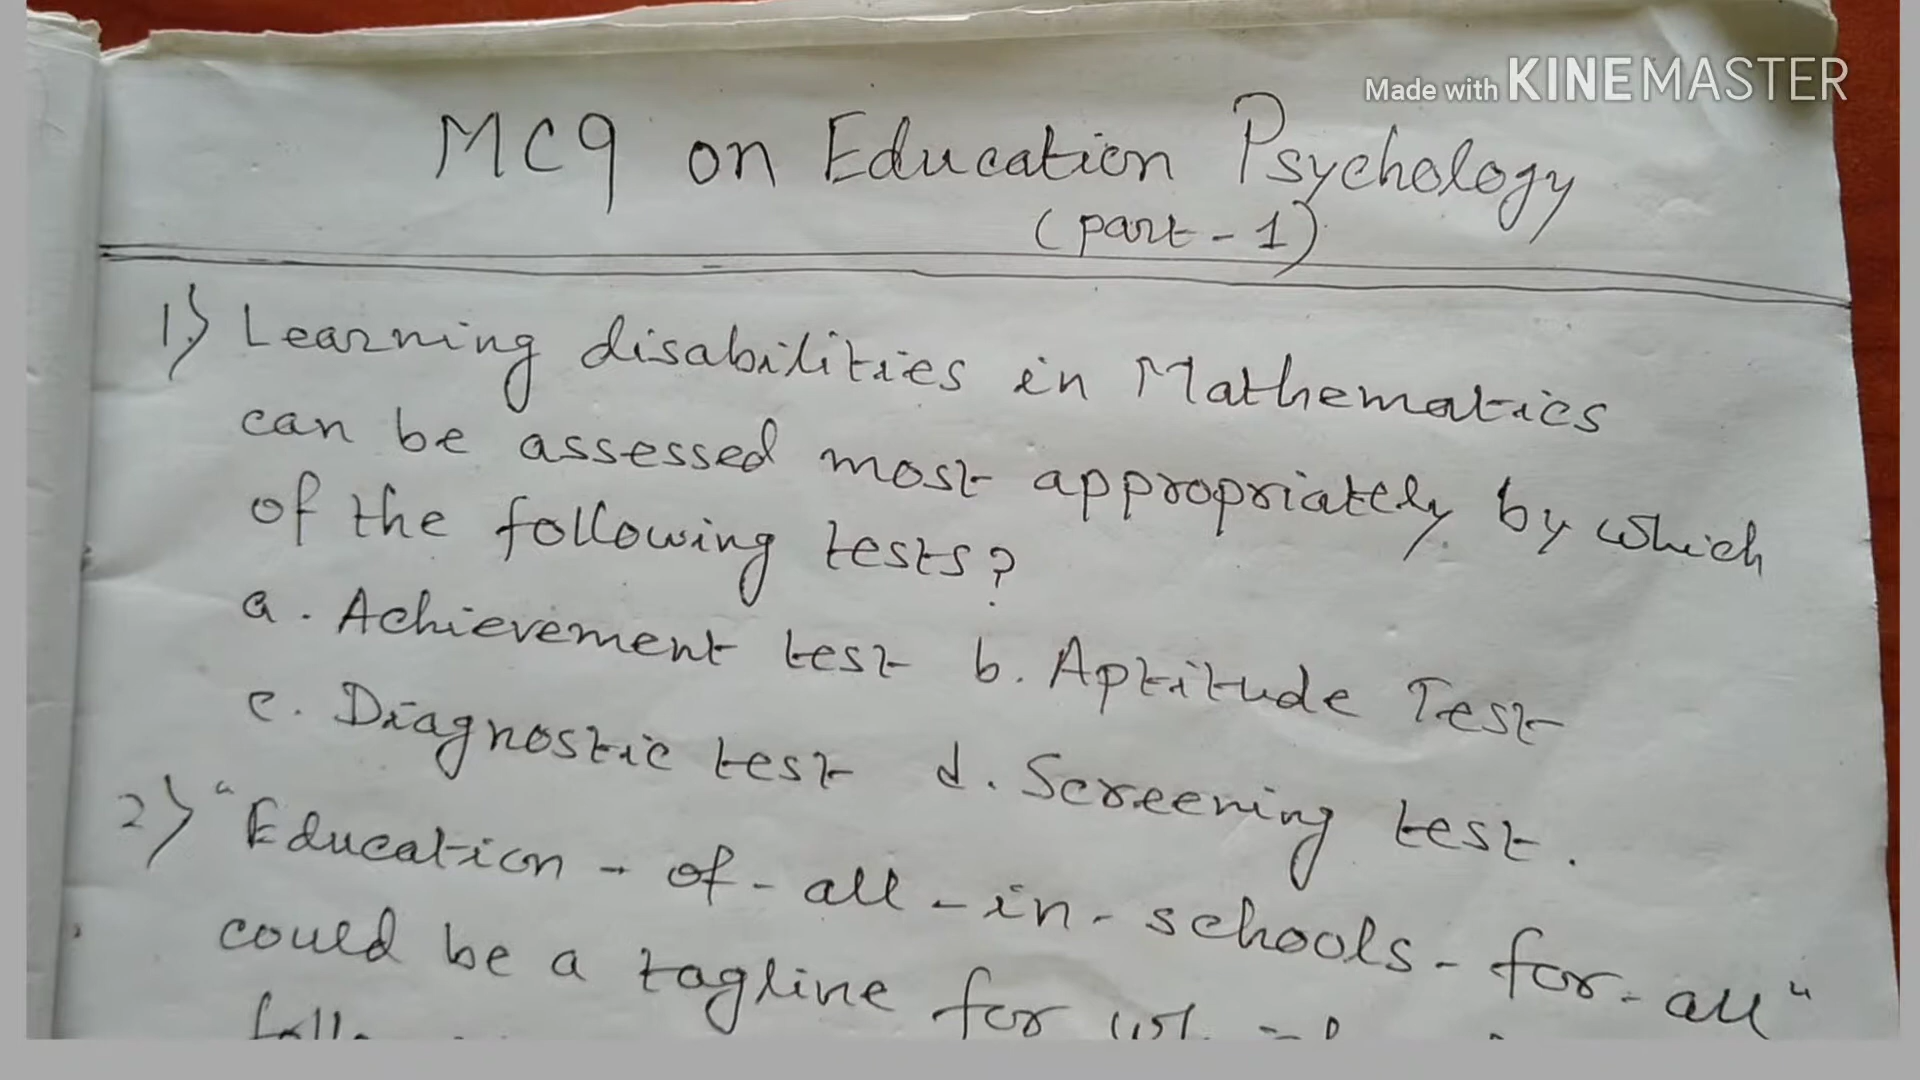 Made with KINEMASTER
MCQ on Education Psychology
(part-1)
1) Learning disabilities in Mathematics
can be assessed most appropriately by which
of the following tests?
a. Achievement test b. Aptitude Test
c. Diagnostic test d. Screening test.
2) "Education-of-all-in-schools-for-all"
could be a tagline for